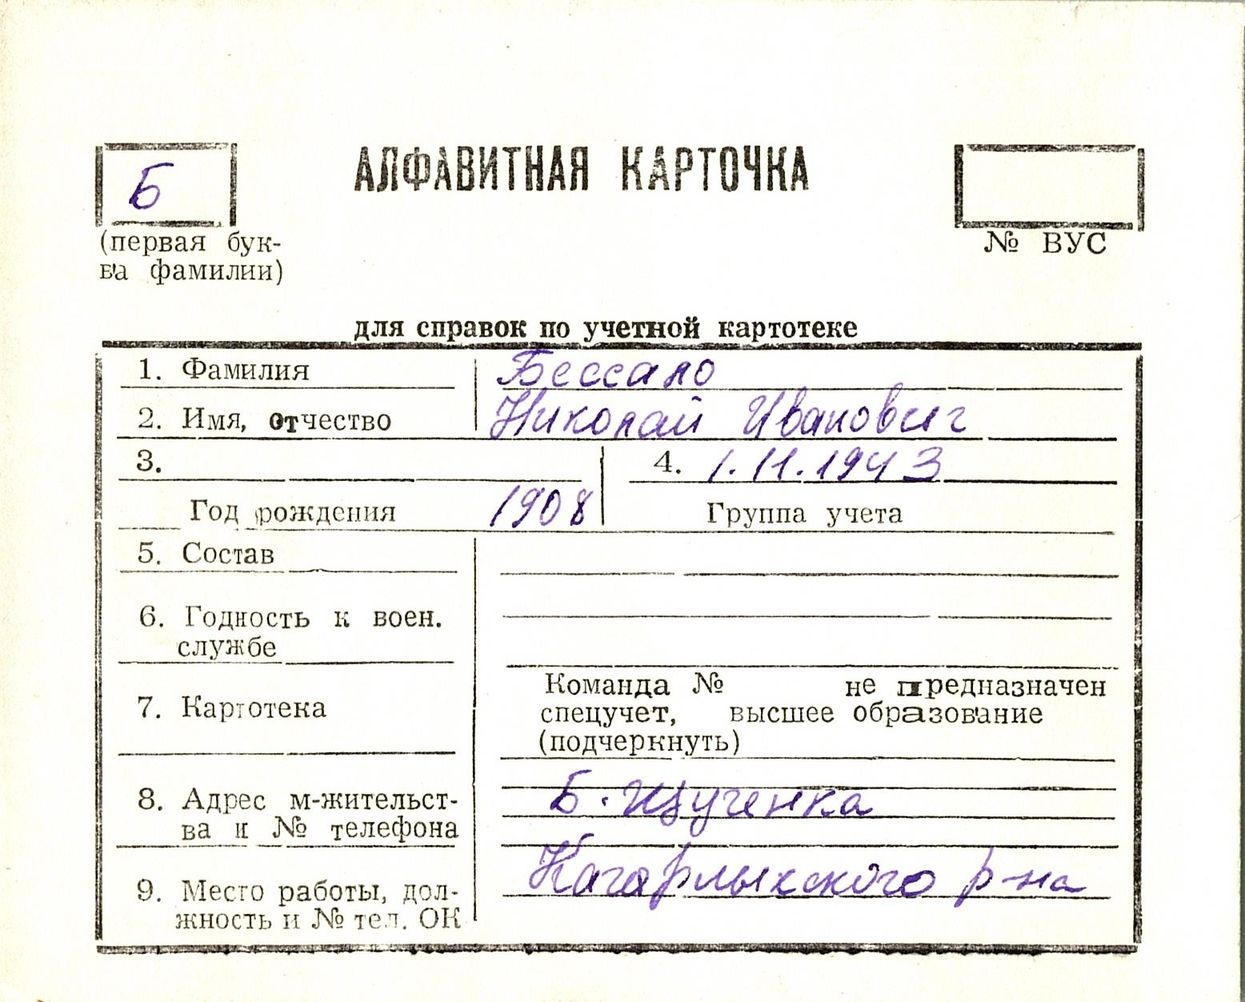 Б
АЛФАВИТНАЯ КАРТОЧКА
(первая бук-
ва фамилии)
№ ВУС
для справок по учетной картотеке
1. Фамилия Бессало
2. Имя, отчество Николай Иванович
3. 4. 1.11.1943
Год рождения 1908 Группа учета
5. Состав
6. Годность к воен.
службе
7. Картотека
Команда № не предназначен
спецучет, высшее образование
(подчеркнуть)
8. Адрес м-жительст-
ва и № телефона
Б. Щученка
9. Место работы, дол-
жность и № тел. ОК
Кагарлыкского р-на